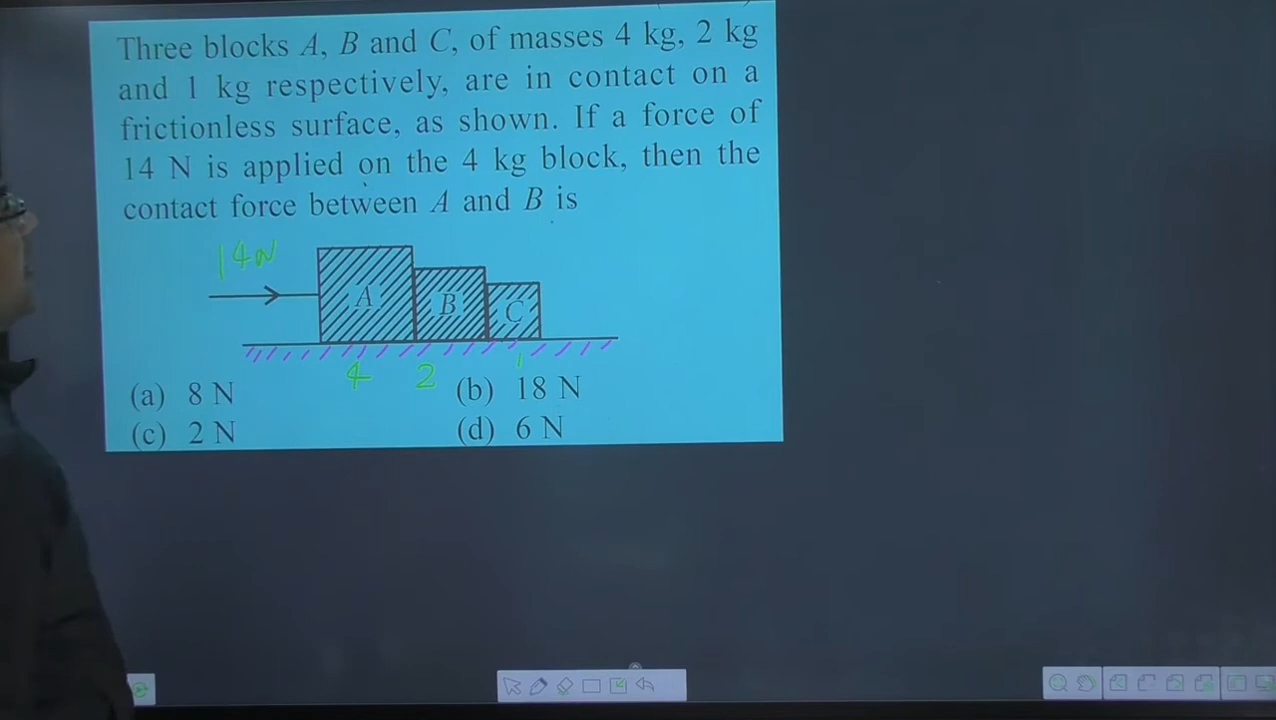 Three blocks A, B and C, of masses 4 kg, 2 kg
and 1 kg respectively, are in contact on a
frictionless surface, as shown. If a force of
14 N is applied on the 4 kg block, then the
contact force between A and B is
14N
A B C
4 2 1
(a) 8 N (b) 18 N
(c) 2 N (d) 6 N